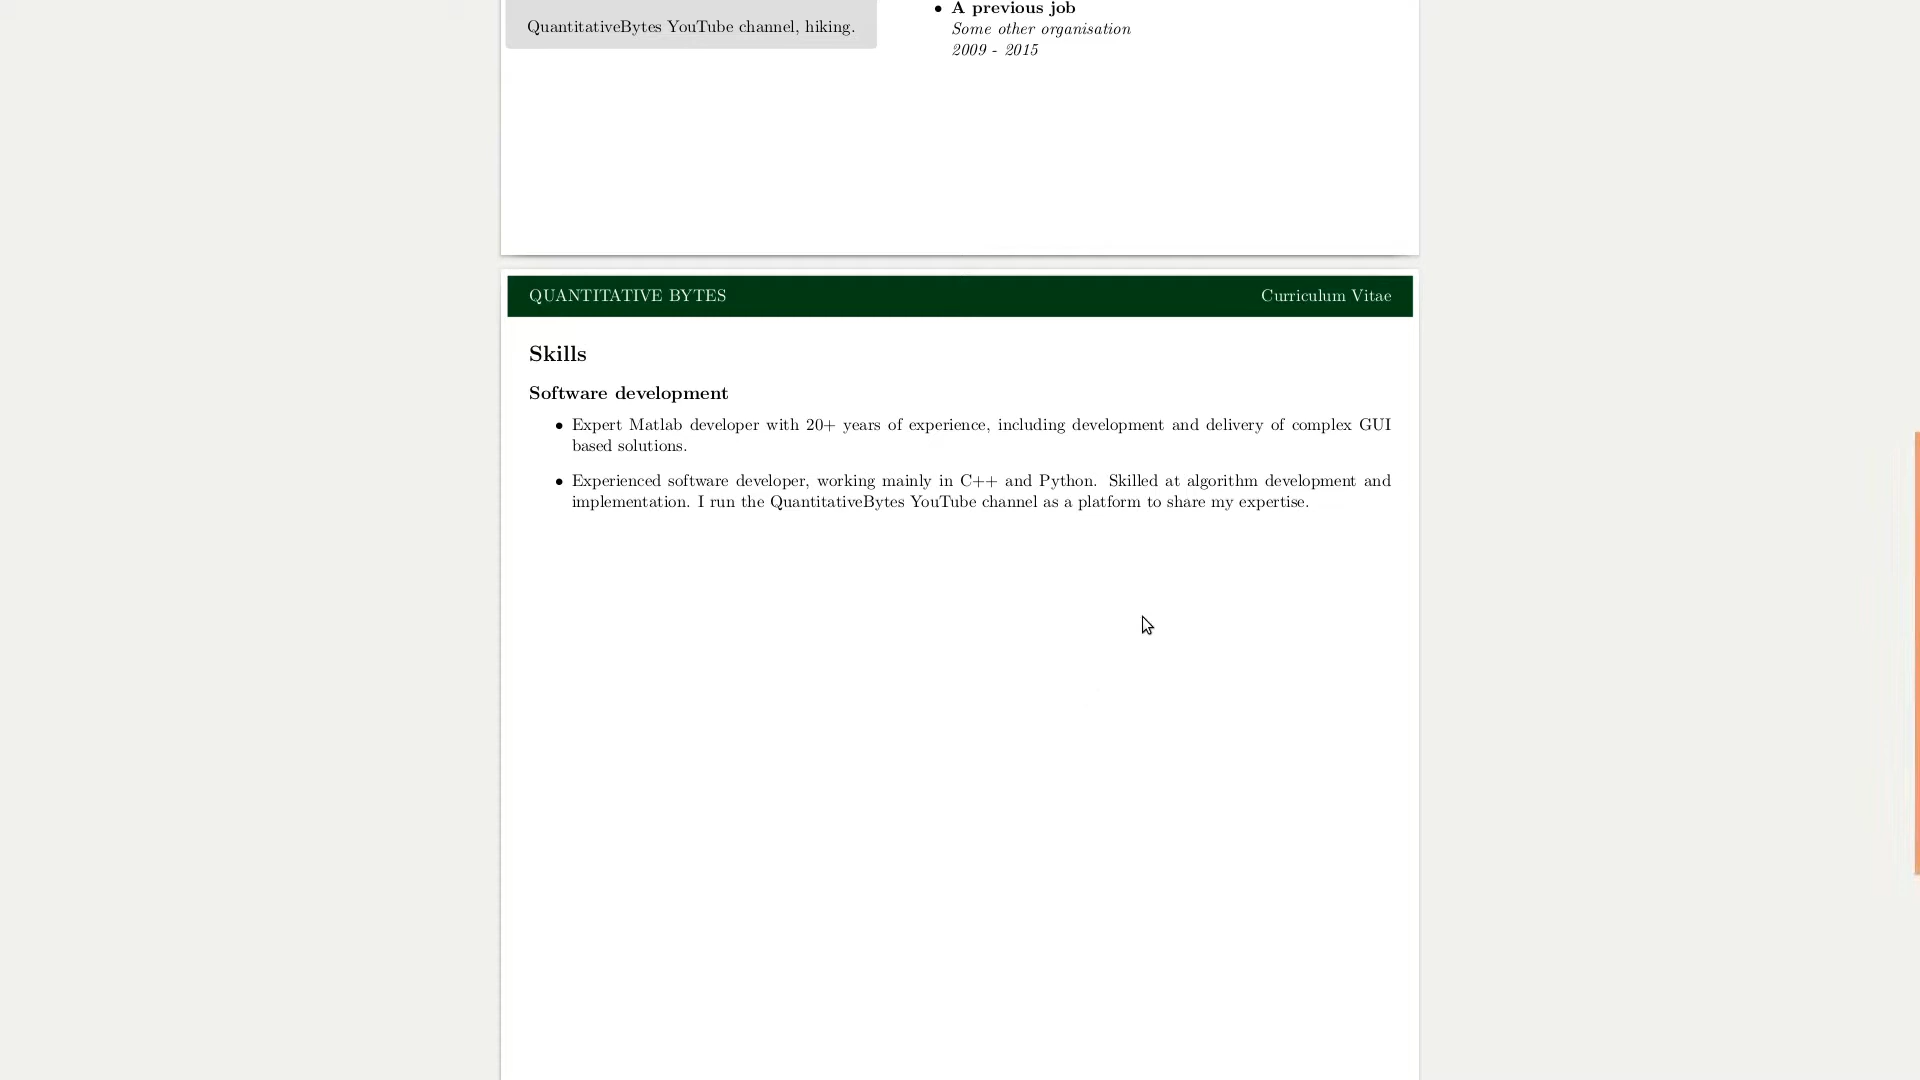 QuantitativeBytes YouTube channel, hiking.
• A previous job
Some other organisation
2009 - 2015
QUANTITATIVE BYTES Curriculum Vitae
Skills
Software development
• Expert Matlab developer with 20+ years of experience, including development and delivery of complex GUI
based solutions.
• Experienced software developer, working mainly in C++ and Python. Skilled at algorithm development and
implementation. I run the QuantitativeBytes YouTube channel as a platform to share my expertise.